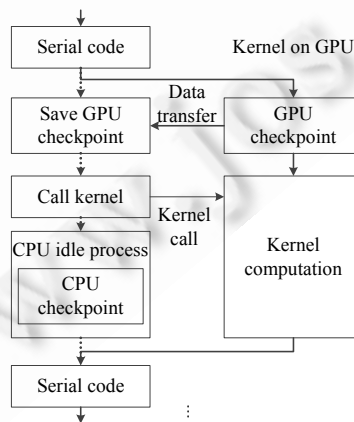 Serial code
Kernel on GPU
Save GPU
checkpoint
Data
transfer
GPU
checkpoint
Call kernel
Kernel
call
Kernel
computation
CPU idle process
CPU
checkpoint
Serial code
⋮